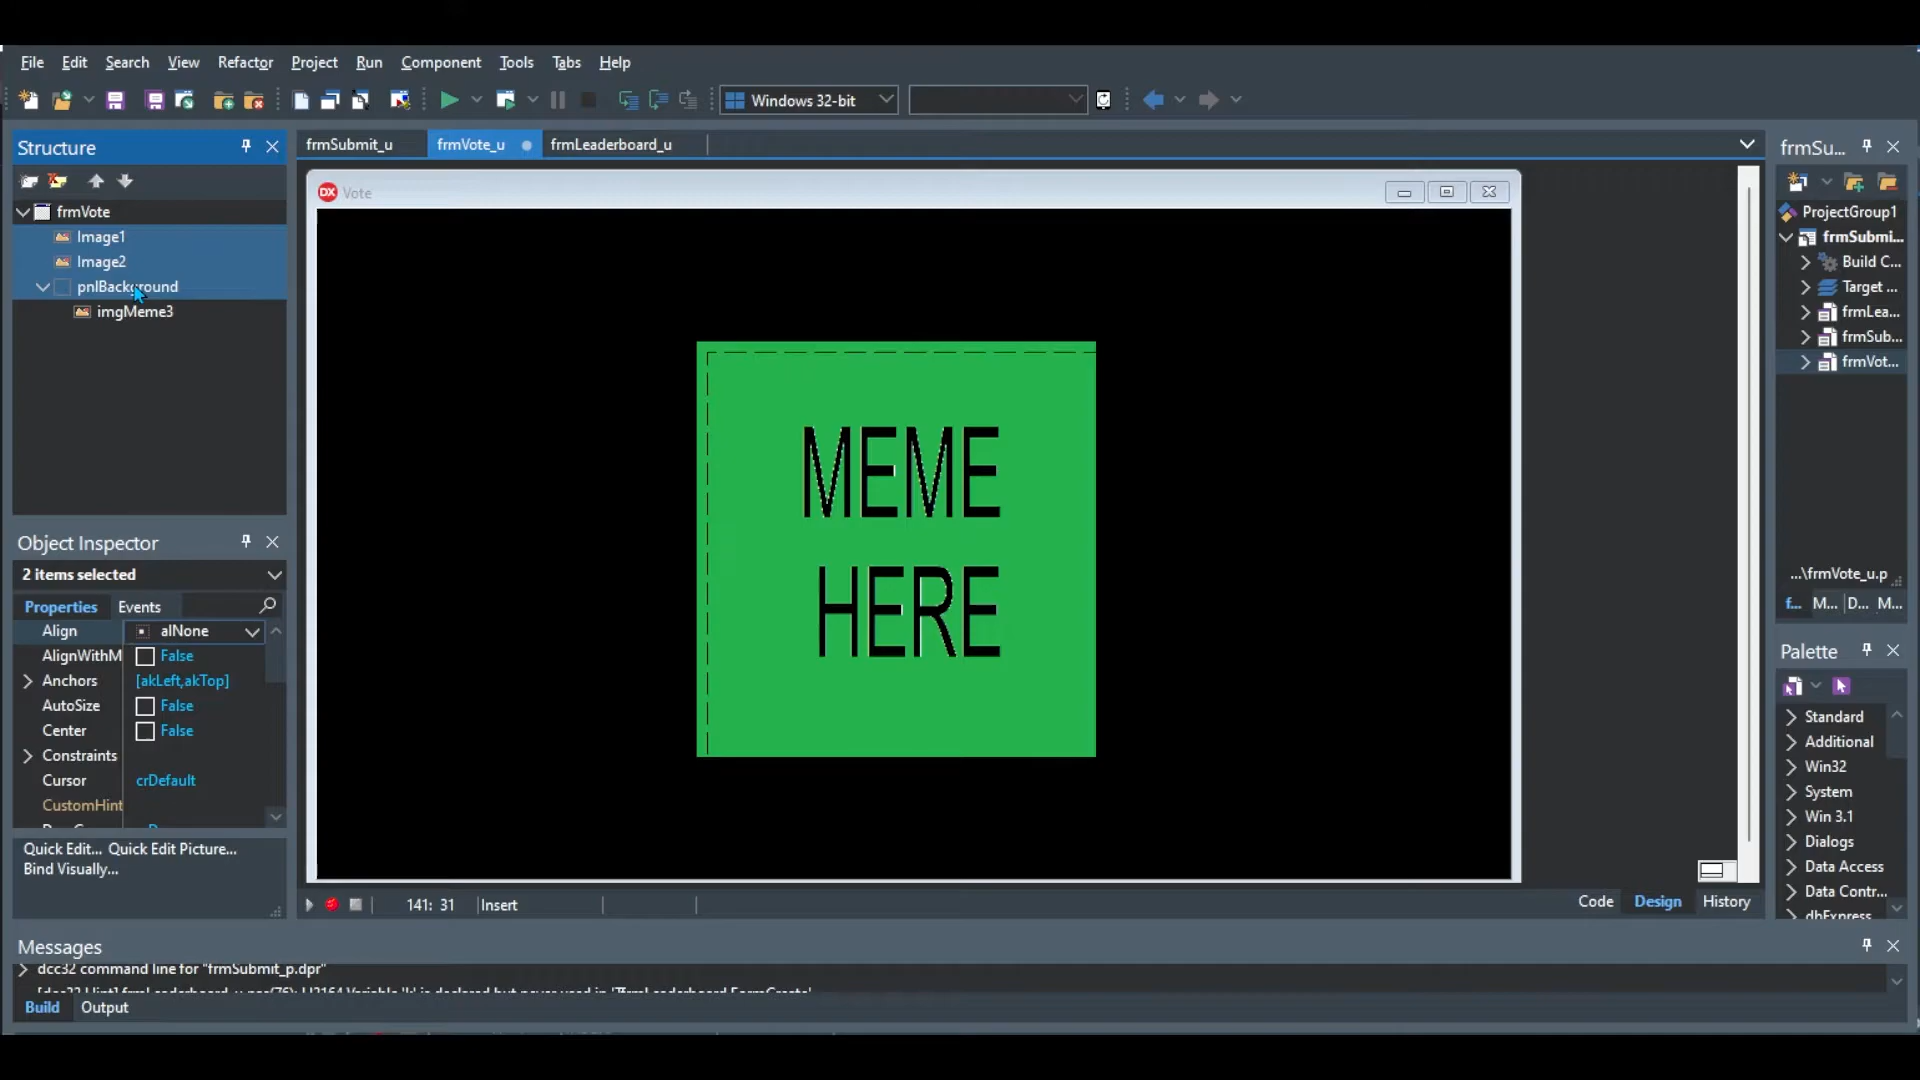 File Edit Search View Refactor Project Run Component Tools Tabs Help
Windows 32-bit
Structure
frmVote
Image1
Image2
pnlBackground
imgMeme3
Object Inspector
2 items selected
Properties Events
Align alNone
AlignWithM False
Anchors [akLeft,akTop]
AutoSize False
Center False
Constraints
Cursor crDefault
CustomHint
Quick Edit... Quick Edit Picture...
Bind Visually...
frmSubmit_u frmVote_u frmLeaderboard_u
DX Vote
MEME
HERE
141: 31 Insert
Code Design History
frmSu...
ProjectGroup1
frmSubmi...
Build C...
Target ...
frmLea...
frmSub...
frmVot...
...\frmVote_u.p
f... M... D... M...
Palette
Standard
Additional
Win32
System
Win 3.1
Dialogs
Data Access
Data Contr...
dbExpress
Messages
dcc32 command line for "frmSubmit_p.dpr"
Build Output